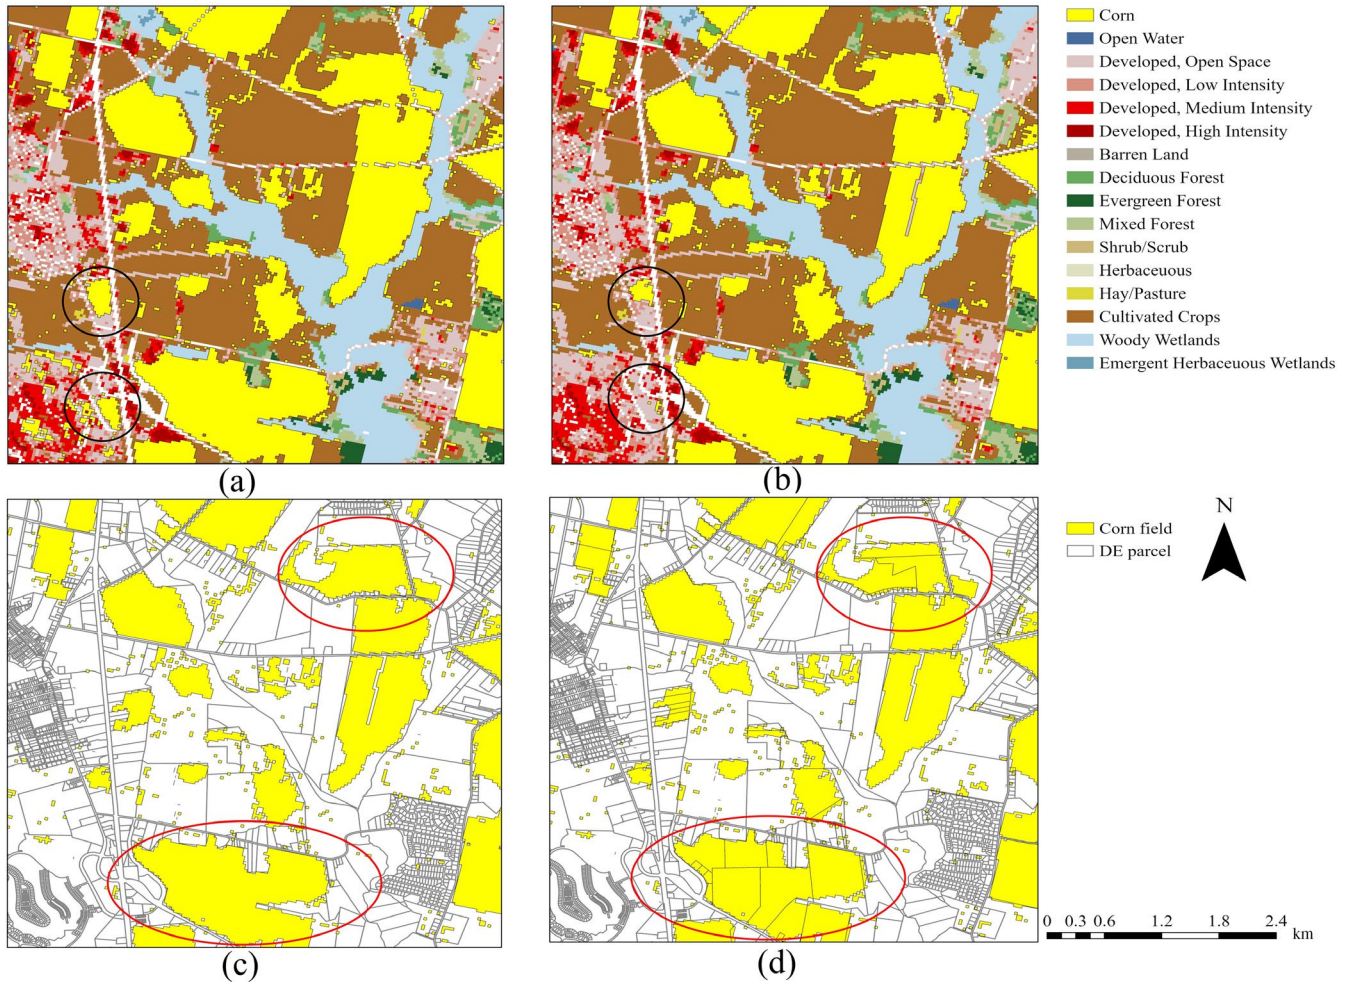 Corn
Open Water
Developed, Open Space
Developed, Low Intensity
Developed, Medium Intensity
Developed, High Intensity
Barren Land
Deciduous Forest
Evergreen Forest
Mixed Forest
Shrub/Scrub
Herbaceous
Hay/Pasture
Cultivated Crops
Woody Wetlands
Emergent Herbaceuous Wetlands
(a)
(b)
Corn field
DE parcel
N
0 0.3 0.6 1.2 1.8 2.4
km
(c)
(d)